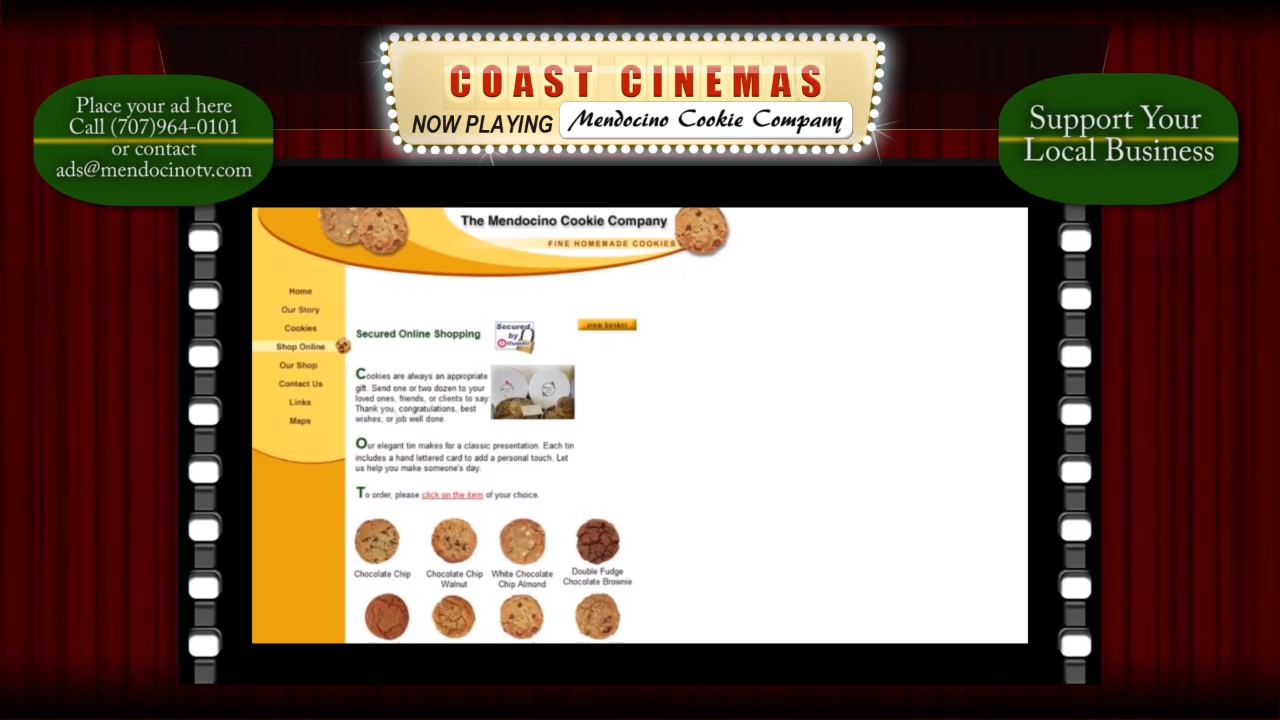 COAST CINEMAS
NOW PLAYING Mendocino Cookie Company
Place your ad here
Call (707)964-0101
or contact
ads@mendocinotv.com
Support Your
Local Business
The Mendocino Cookie Company
FINE HOMEMADE COOKIES
Home
Our Story
Cookies
Shop Online
Our Shop
Contact Us
Links
Maps
Secured Online Shopping
Secured
by
thawte
view basket
Cookies are always an appropriate
gift. Send one or two dozen to your
loved ones, friends, or clients to say:
Thank you, congratulations, best
wishes, or job well done.
Our elegant tin makes for a classic presentation. Each tin
includes a hand lettered card to add a personal touch. Let
us help you make someone's day.
To order, please click on the item of your choice.
Chocolate Chip
Chocolate Chip
Walnut
White Chocolate
Chip Almond
Double Fudge
Chocolate Brownie